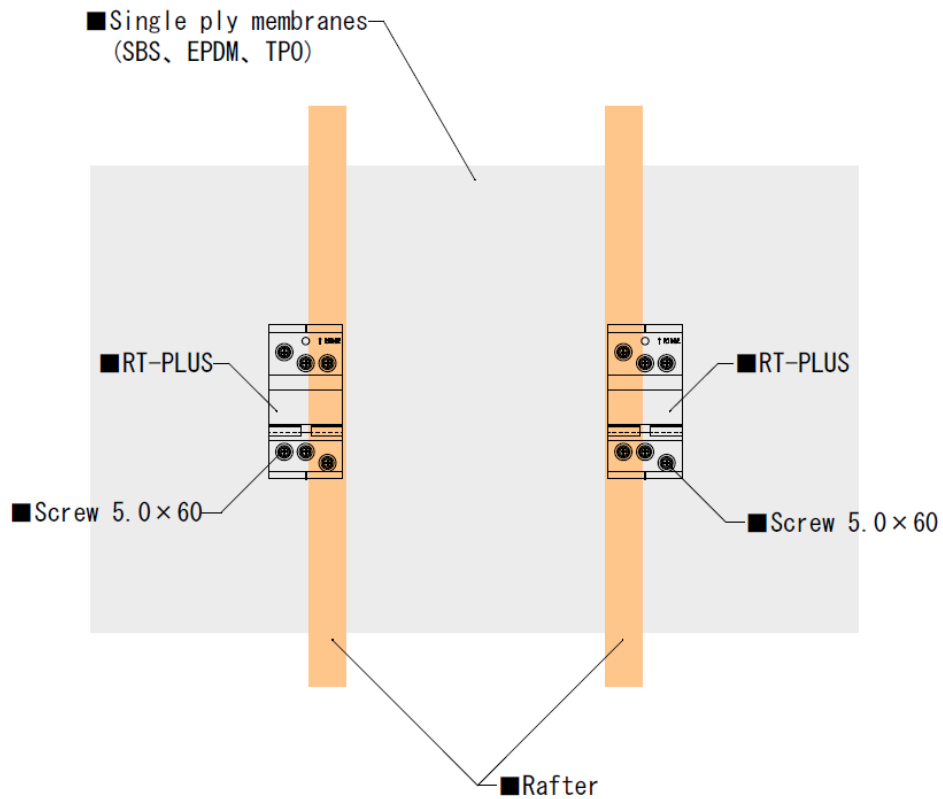 ■Single ply membranes
(SBS、EPDM、TPO)
■RT-PLUS
■RT-PLUS
■Screw 5.0×60
■Screw 5.0×60
■Rafter